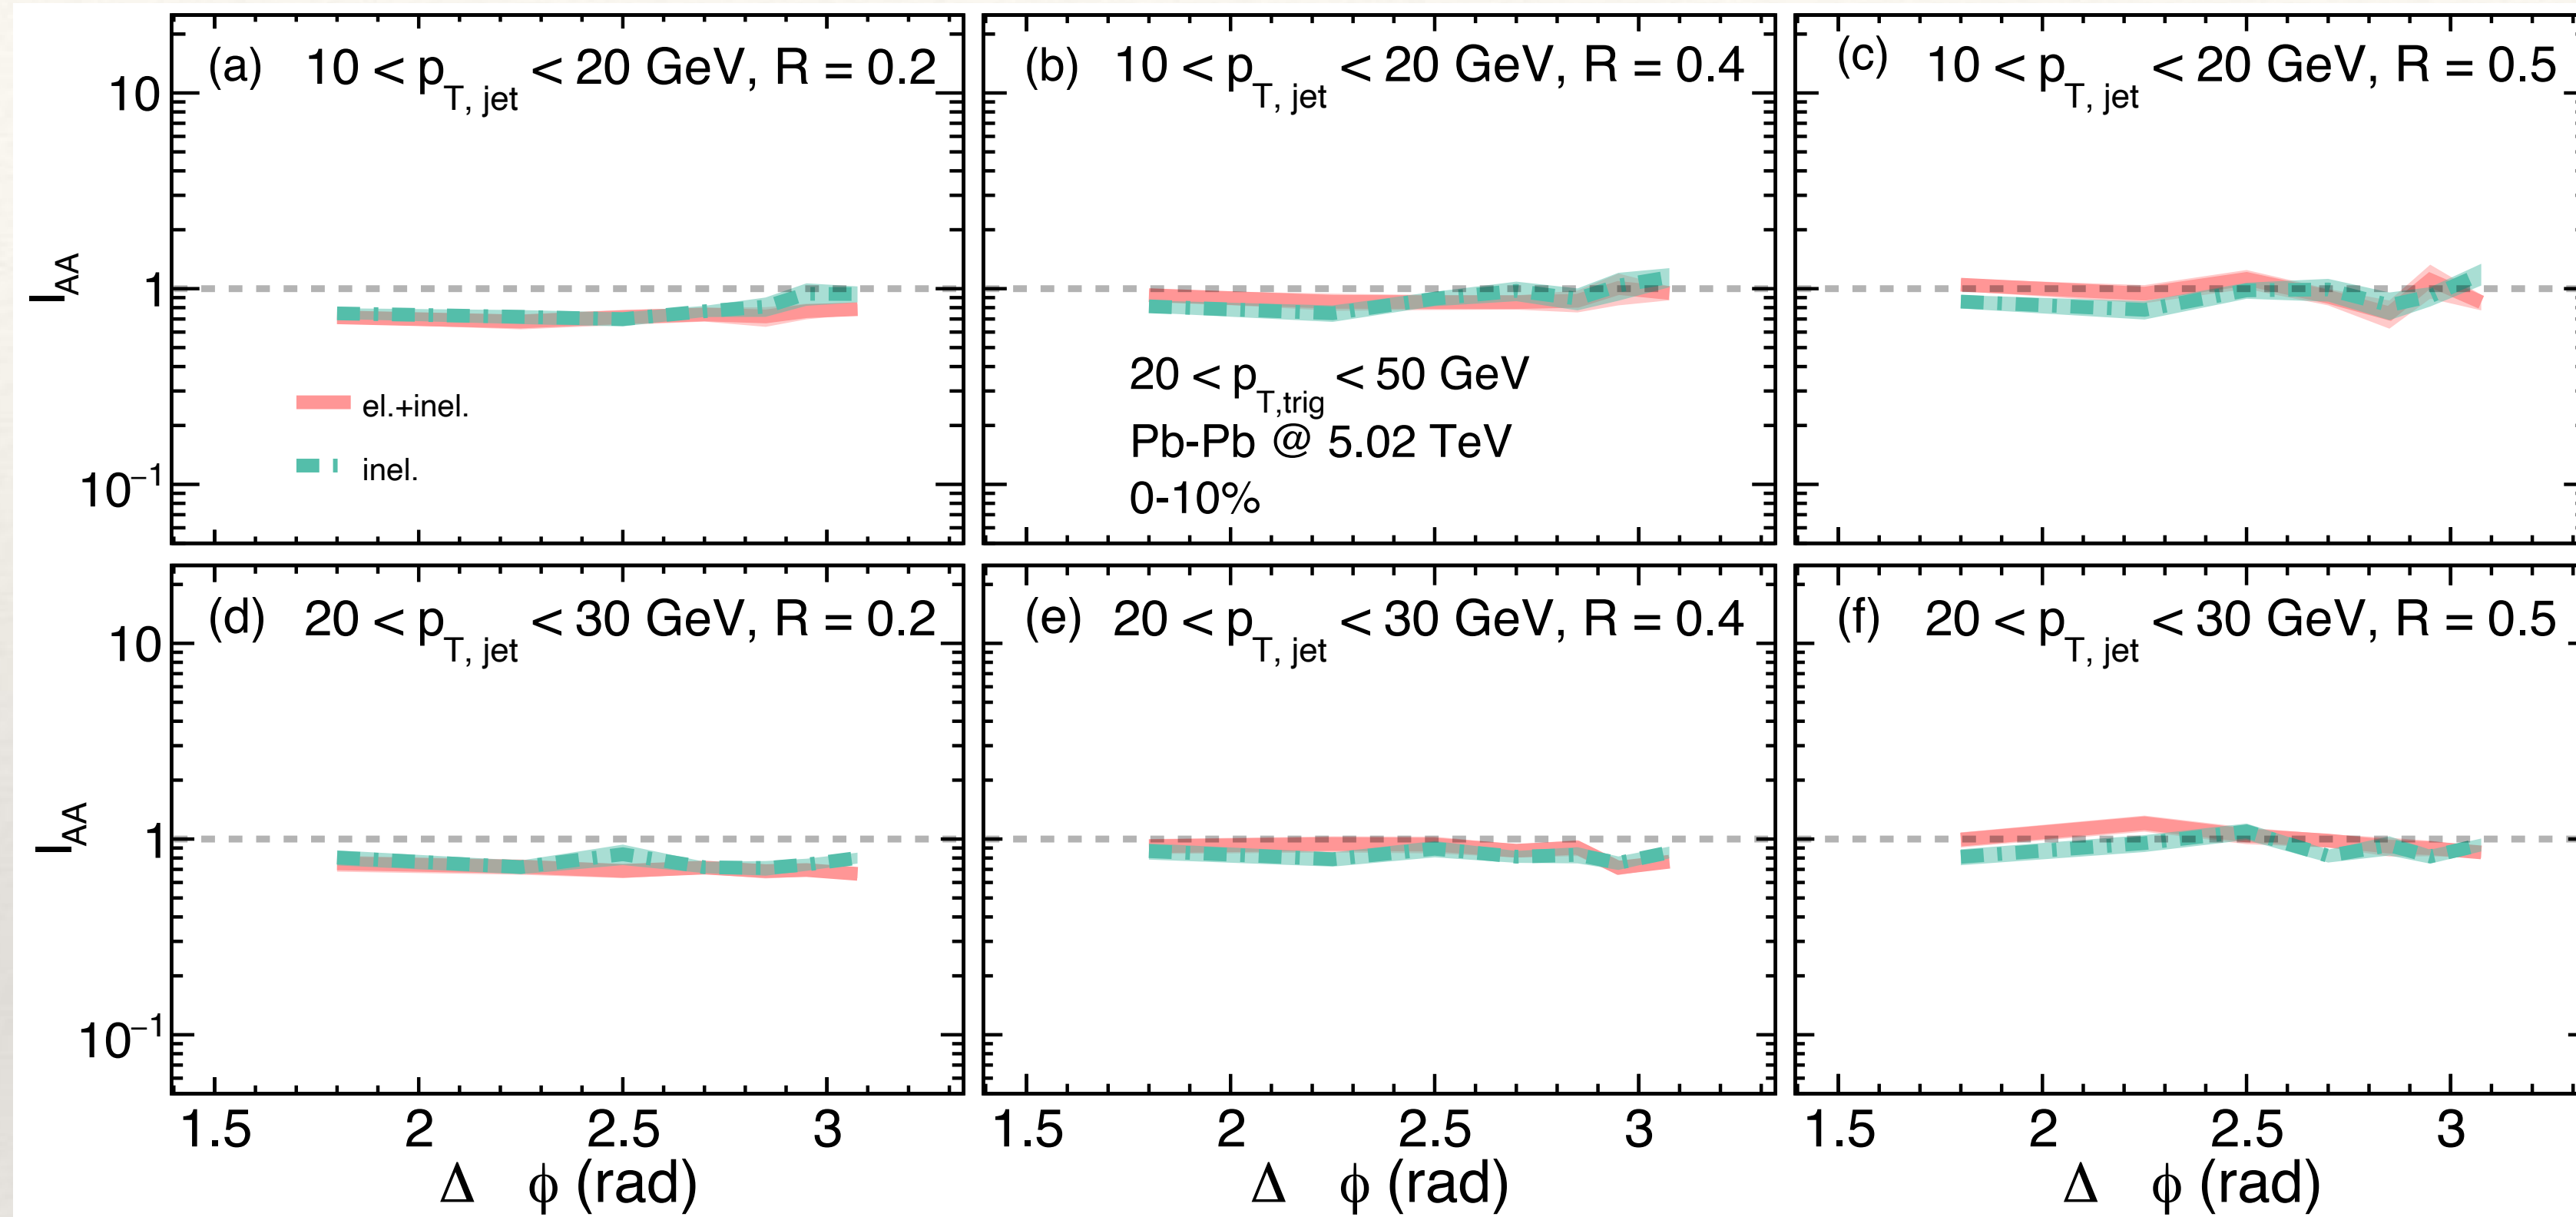 (a) 10 < p_T, jet < 20 GeV, R = 0.2
(b) 10 < p_T, jet < 20 GeV, R = 0.4
(c) 10 < p_T, jet < 20 GeV, R = 0.5
I_AA
10
1
10⁻¹
el.+inel.
inel.
20 < p_T,trig < 50 GeV
Pb-Pb @ 5.02 TeV
0-10%
(d) 20 < p_T, jet < 30 GeV, R = 0.2
(e) 20 < p_T, jet < 30 GeV, R = 0.4
(f) 20 < p_T, jet < 30 GeV, R = 0.5
I_AA
10
1
10⁻¹
1.5 2 2.5 3
1.5 2 2.5 3
1.5 2 2.5 3
Δ ϕ (rad)
Δ ϕ (rad)
Δ ϕ (rad)